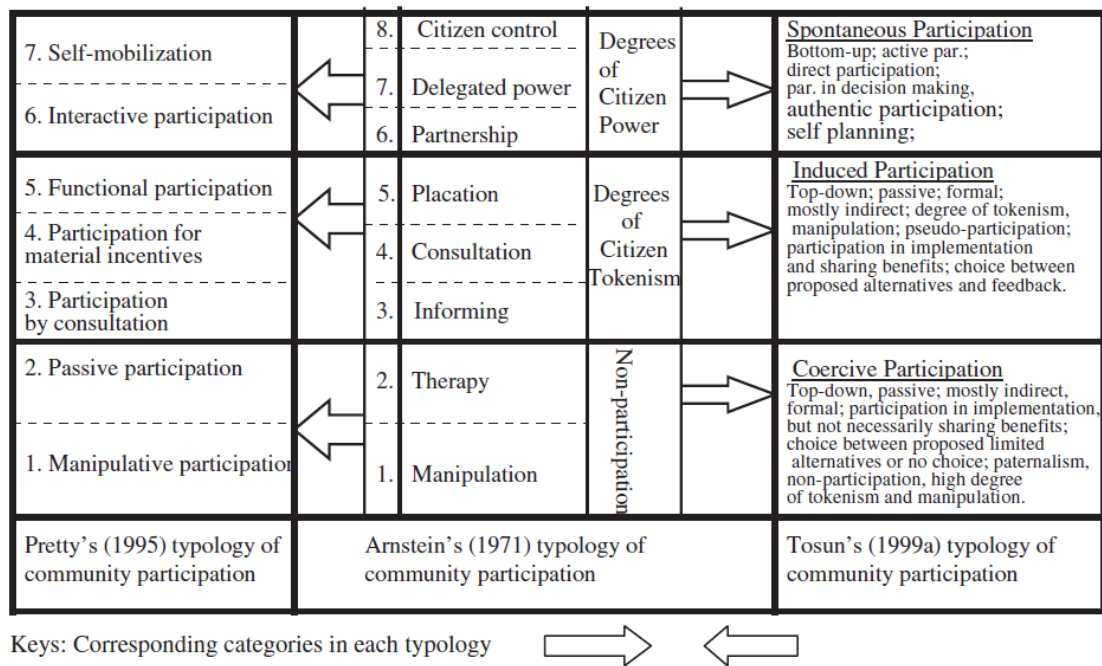 7. Self-mobilization
6. Interactive participation
8. Citizen control
7. Delegated power
6. Partnership
Degrees
of
Citizen
Power
Spontaneous Participation
Bottom-up; active par.;
direct participation;
par. in decision making,
authentic participation;
self planning;
5. Functional participation
4. Participation for
material incentives
3. Participation
by consultation
5. Placation
4. Consultation
3. Informing
Degrees
of
Citizen
Tokenism
Induced Participation
Top-down; passive; formal;
mostly indirect; degree of tokenism,
manipulation; pseudo-participation;
participation in implementation
and sharing benefits; choice between
proposed alternatives and feedback.
2. Passive participation
1. Manipulative participation
2. Therapy
1. Manipulation
Non-participation
Coercive Participation
Top-down, passive; mostly indirect,
formal; participation in implementation,
but not necessarily sharing benefits;
choice between proposed limited
alternatives or no choice; paternalism,
non-participation, high degree
of tokenism and manipulation.
Pretty's (1995) typology of
community participation
Arnstein's (1971) typology of
community participation
Tosun's (1999a) typology of
community participation
Keys: Corresponding categories in each typology